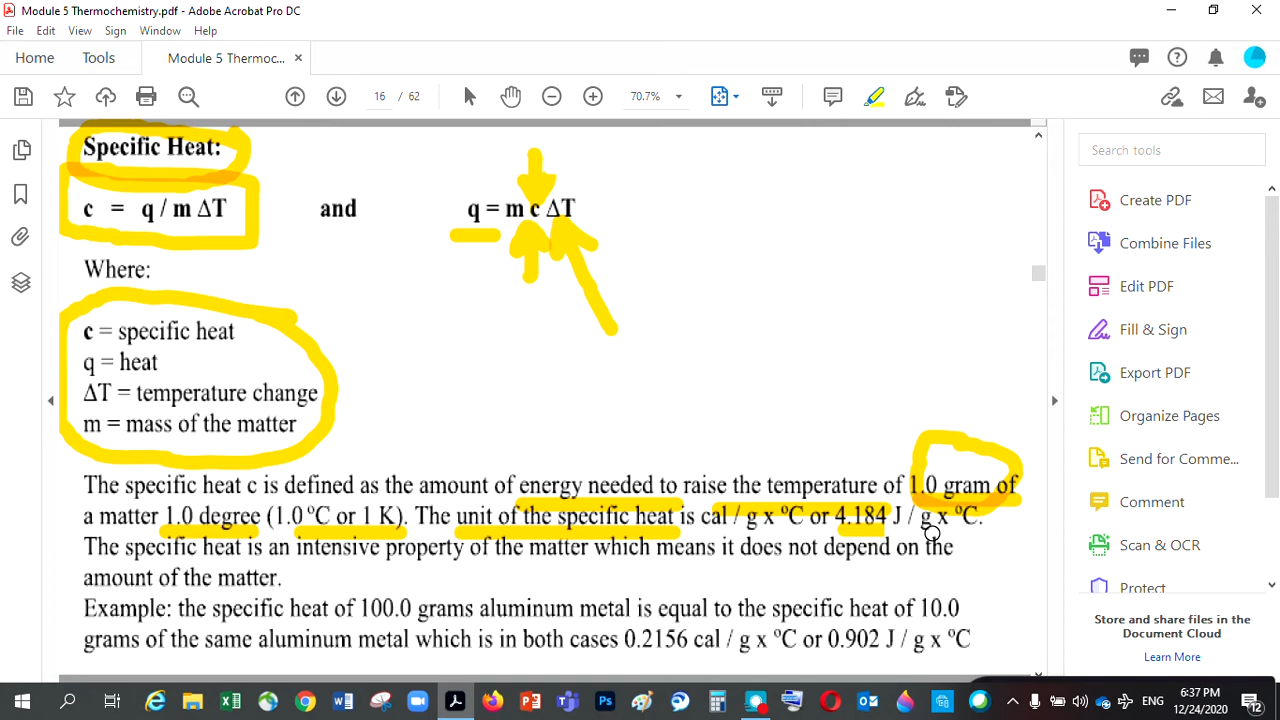 Module 5 Thermochemistry.pdf - Adobe Acrobat Pro DC
File Edit View Sign Window Help
Home Tools Module 5 Thermoc... ×
16 / 62 70.7%
Specific Heat:
c = q / m ΔT and q = m c ΔT
Where:
c = specific heat
q = heat
ΔT = temperature change
m = mass of the matter
The specific heat c is defined as the amount of energy needed to raise the temperature of 1.0 gram of
a matter 1.0 degree (1.0 ºC or 1 K). The unit of the specific heat is cal / g x ºC or 4.184 J / g x ºC.
The specific heat is an intensive property of the matter which means it does not depend on the
amount of the matter.
Example: the specific heat of 100.0 grams aluminum metal is equal to the specific heat of 10.0
grams of the same aluminum metal which is in both cases 0.2156 cal / g x ºC or 0.902 J / g x ºC
Search tools
Create PDF
Combine Files
Edit PDF
Fill & Sign
Export PDF
Organize Pages
Send for Comme...
Comment
Scan & OCR
Protect
Store and share files in the
Document Cloud
Learn More
ENG
6:37 PM
12/24/2020
12